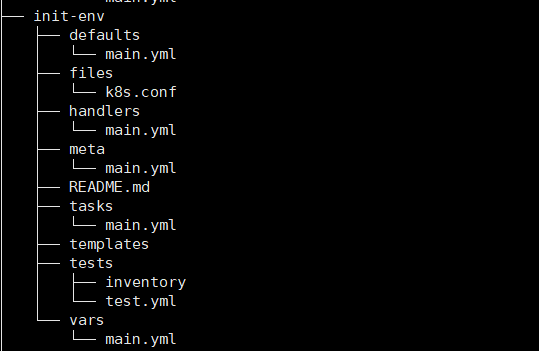 main.yml
├── init-env
│   ├── defaults
│   │   └── main.yml
│   ├── files
│   │   └── k8s.conf
│   ├── handlers
│   │   └── main.yml
│   ├── meta
│   │   └── main.yml
│   ├── README.md
│   ├── tasks
│   │   └── main.yml
│   ├── templates
│   ├── tests
│   │   ├── inventory
│   │   └── test.yml
│   └── vars
│       └── main.yml